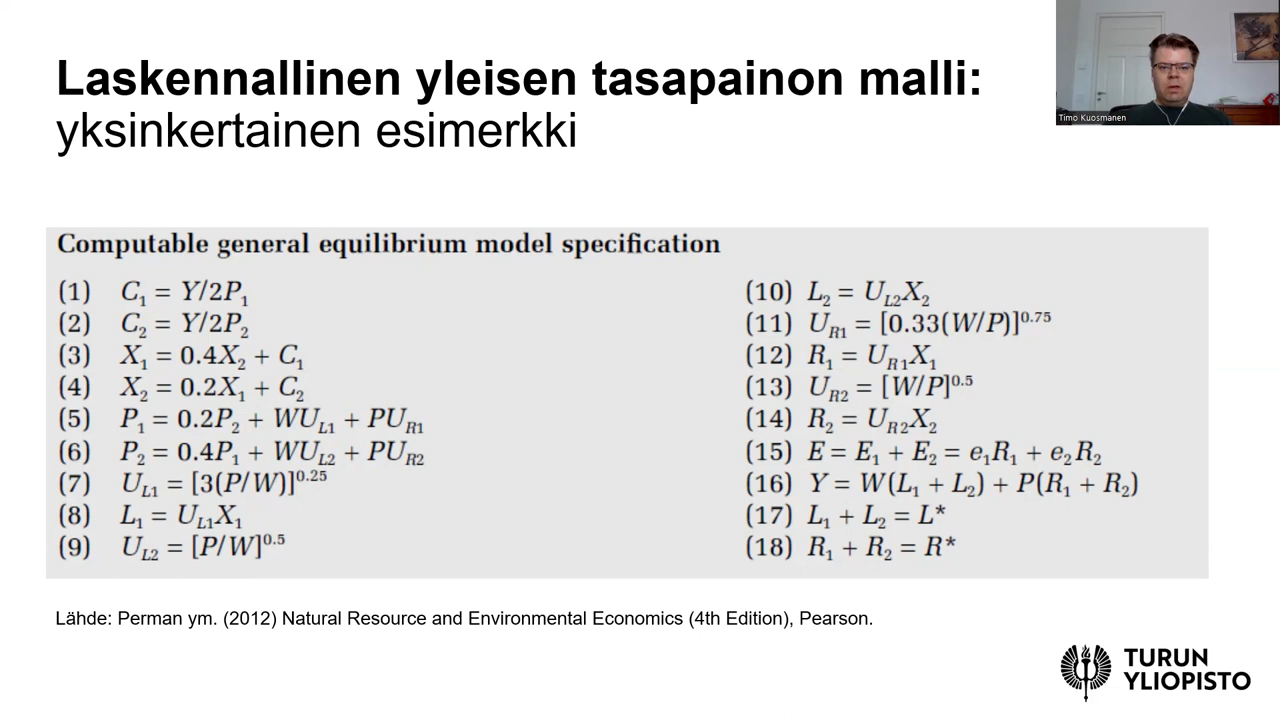 Laskennallinen yleisen tasapainon malli:
yksinkertainen esimerkki
Timo Kuosmanen
Computable general equilibrium model specification
(1) C₁ = Y/2P₁
(2) C₂ = Y/2P₂
(3) X₁ = 0.4X₂ + C₁
(4) X₂ = 0.2X₁ + C₂
(5) P₁ = 0.2P₂ + WU_L1 + PU_R1
(6) P₂ = 0.4P₁ + WU_L2 + PU_R2
(7) U_L1 = [3(P/W)]^0.25
(8) L₁ = U_L1X₁
(9) U_L2 = [P/W]^0.5
(10) L₂ = U_L2X₂
(11) U_R1 = [0.33(W/P)]^0.75
(12) R₁ = U_R1X₁
(13) U_R2 = [W/P]^0.5
(14) R₂ = U_R2X₂
(15) E = E₁ + E₂ = e₁R₁ + e₂R₂
(16) Y = W(L₁ + L₂) + P(R₁ + R₂)
(17) L₁ + L₂ = L*
(18) R₁ + R₂ = R*
Lähde: Perman ym. (2012) Natural Resource and Environmental Economics (4th Edition), Pearson.
TURUN
YLIOPISTO